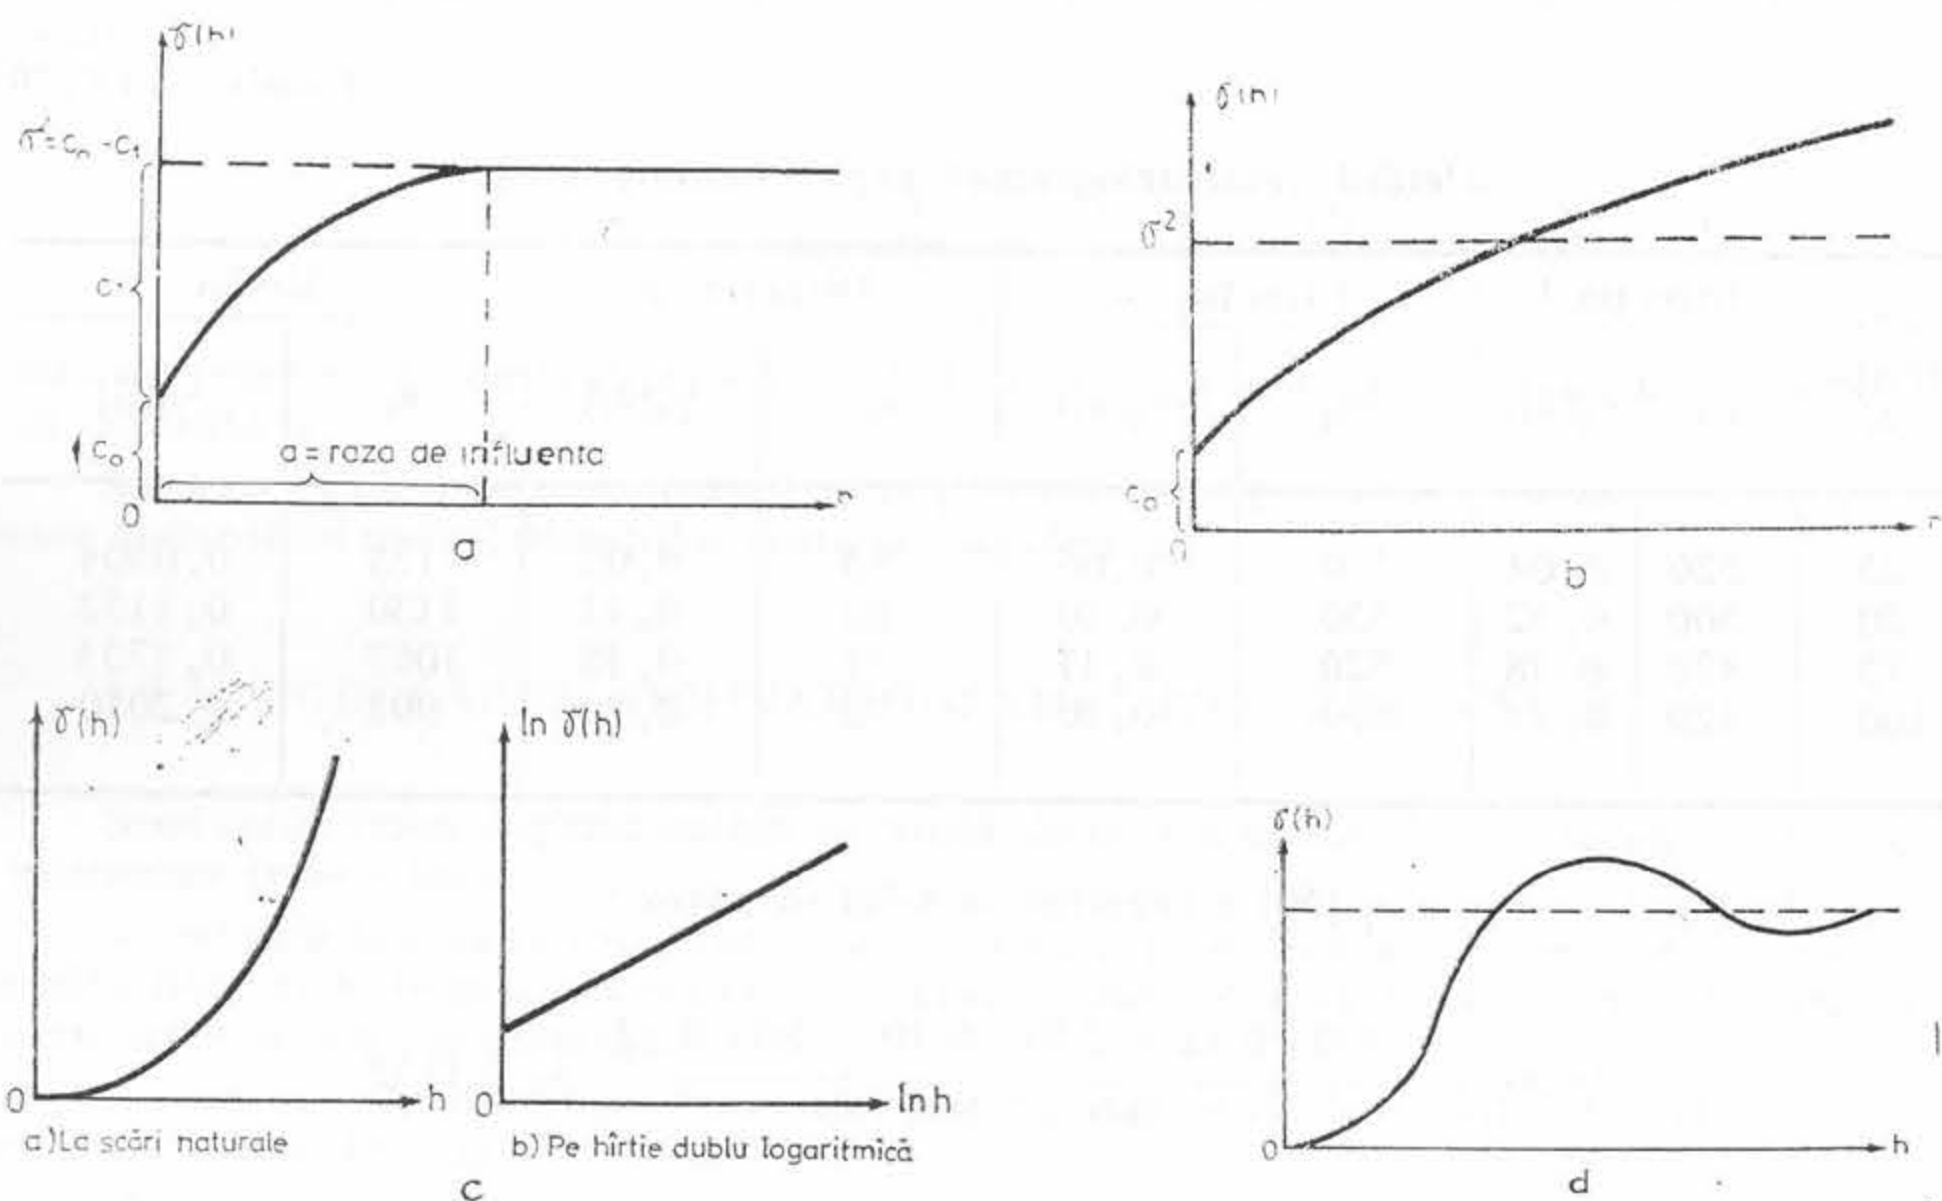 γ(h)
σ²=c₀-c₁
c₁
c₀
a = raza de influenta
0
h
a
γ(h)
σ²
c₀
0
b
γ(h)
0
h
a) La scări naturale
ln γ(h)
0
ln h
b) Pe hîrtie dublu logaritmică
c
γ(h)
0
h
d